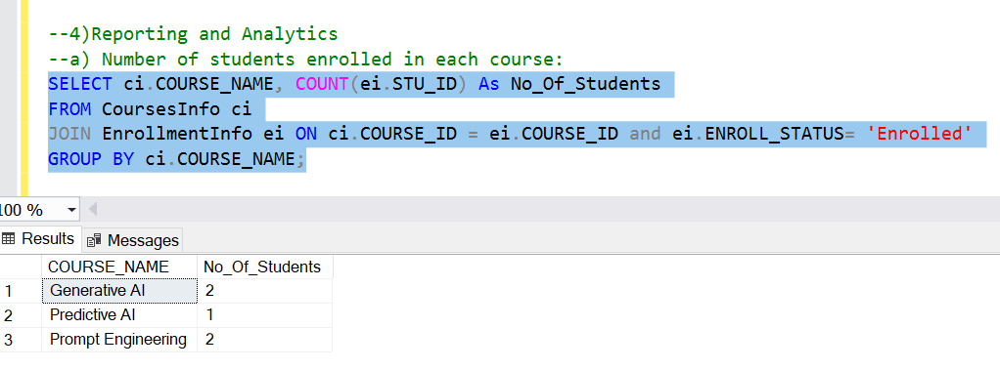 --4)Reporting and Analytics
--a) Number of students enrolled in each course:
SELECT ci.COURSE_NAME, COUNT(ei.STU_ID) As No_Of_Students
FROM CoursesInfo ci
JOIN EnrollmentInfo ei ON ci.COURSE_ID = ei.COURSE_ID and ei.ENROLL_STATUS= 'Enrolled'
GROUP BY ci.COURSE_NAME;
100 %
Results Messages
COURSE_NAME No_Of_Students
1 Generative AI 2
2 Predictive AI 1
3 Prompt Engineering 2